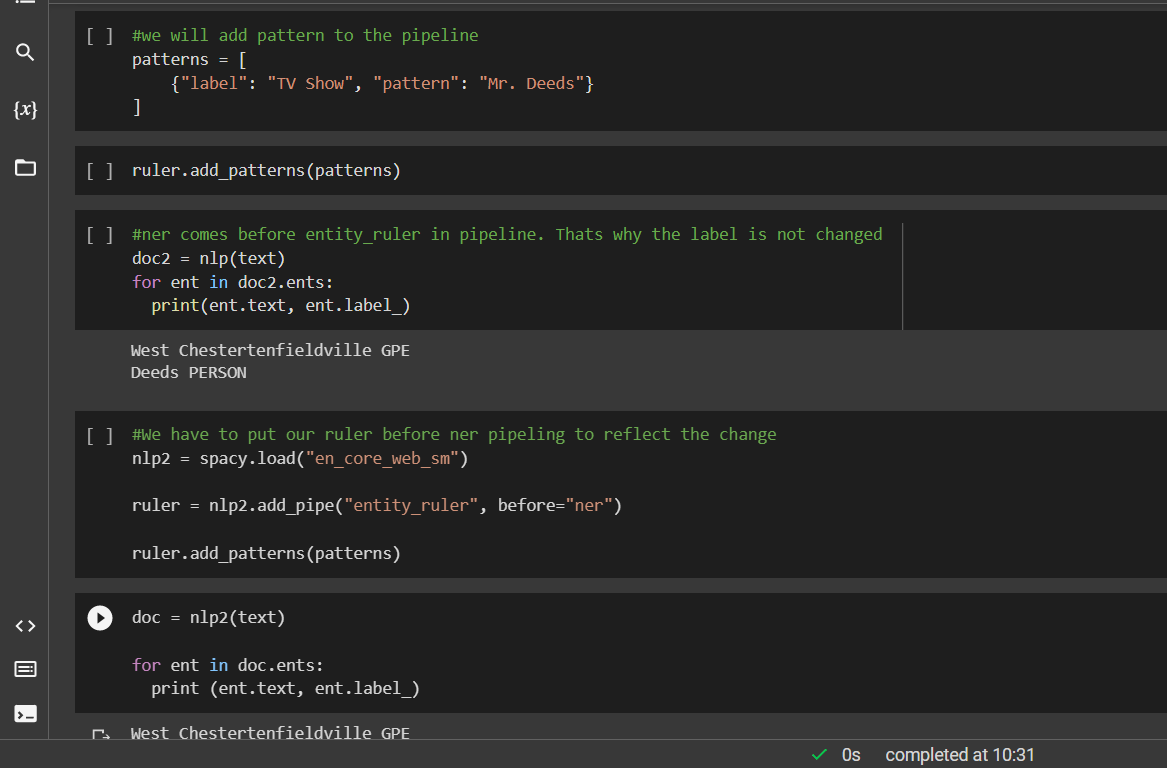 [ ] #we will add pattern to the pipeline
patterns = [
    {"label": "TV Show", "pattern": "Mr. Deeds"}
]
{x}
[ ] ruler.add_patterns(patterns)
[ ] #ner comes before entity_ruler in pipeline. Thats why the label is not changed
doc2 = nlp(text)
for ent in doc2.ents:
  print(ent.text, ent.label_)
West Chestertenfieldville GPE
Deeds PERSON
[ ] #We have to put our ruler before ner pipeling to reflect the change
nlp2 = spacy.load("en_core_web_sm")
ruler = nlp2.add_pipe("entity_ruler", before="ner")
ruler.add_patterns(patterns)
doc = nlp2(text)
for ent in doc.ents:
  print (ent.text, ent.label_)
West Chestertenfieldville GPE
0s completed at 10:31